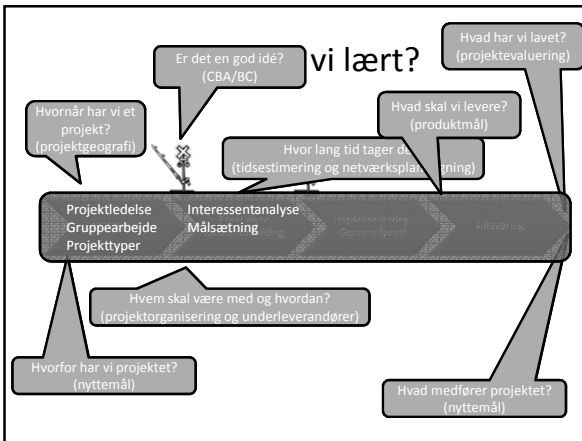 vi lært?
Er det en god idé?
(CBA/BC)
Hvad har vi lavet?
(projektevaluering)
Hvornår har vi et
projekt?
(projektgeografi)
Hvad skal vi levere?
(produktmål)
Hvor lang tid tager
(tidsestimering og
Projektledelse
Gruppearbejde
Projekttyper
Interessentanalyse
Målsætning
Hvem skal være med og hvordan?
(projektorganisering og underleverandører)
Hvorfor har vi projektet?
(nyttemål)
Hvad medfører projektet?
(nyttemål)